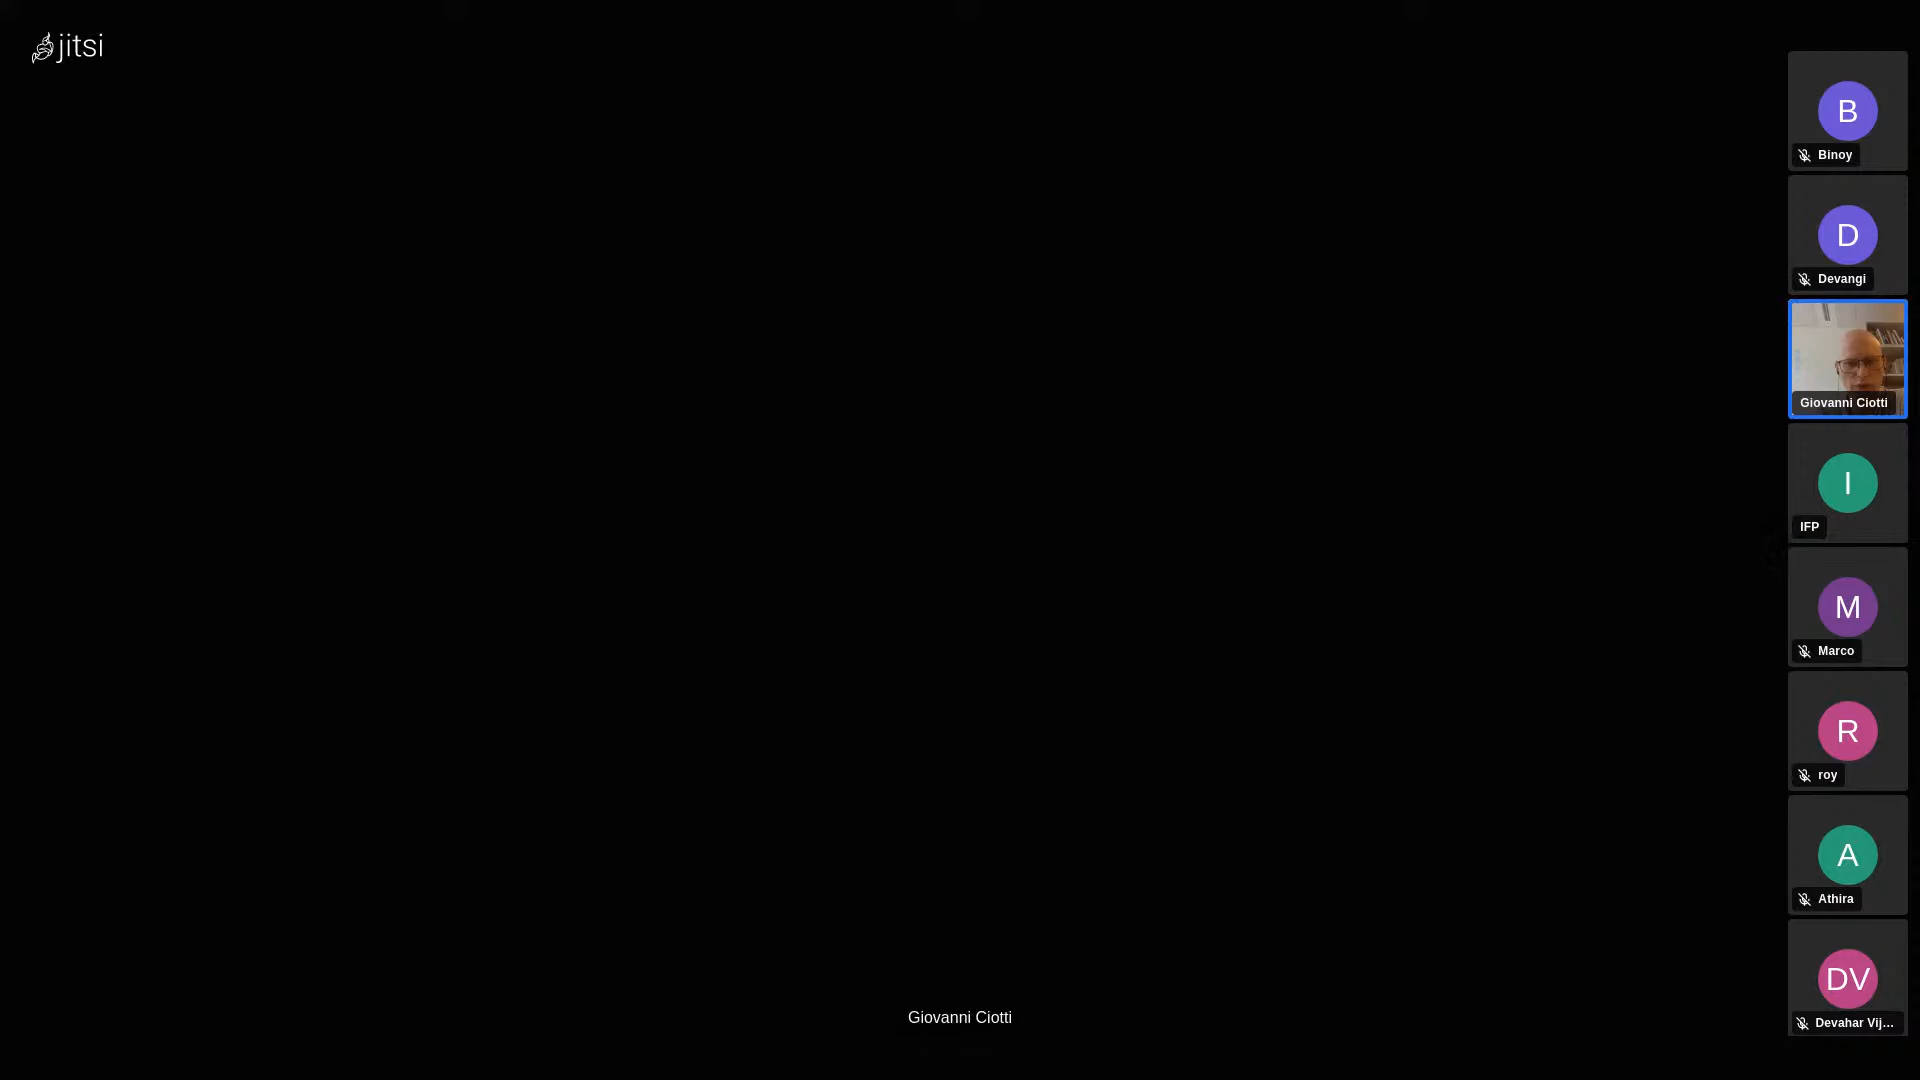 jitsi
B
Binoy
D
Devangi
Giovanni Ciotti
I
IFP
M
Marco
R
roy
A
Athira
DV
Devahar Vij...
Giovanni Ciotti